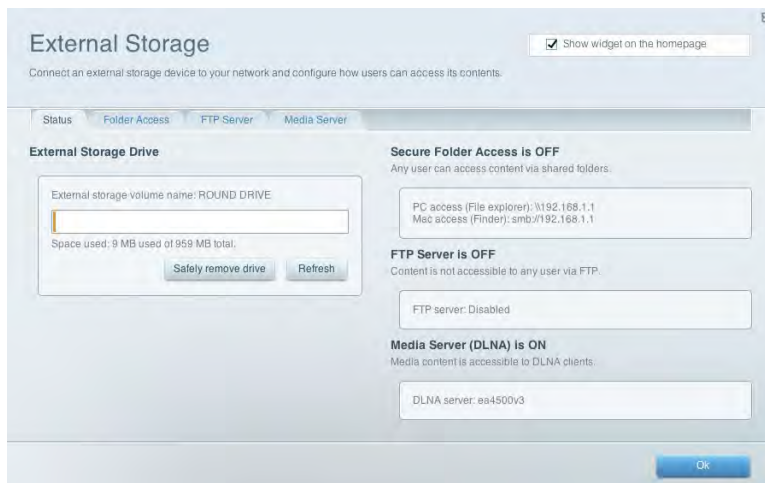 External Storage
Show widget on the homepage
Connect an external storage device to your network and configure how users can access its contents.
Status
Folder Access
FTP Server
Media Server
External Storage Drive
External storage volume name: ROUND DRIVE
Space used: 9 MB used of 959 MB total.
Safely remove drive
Refresh
Secure Folder Access is OFF
Any user can access content via shared folders.
PC access (File explorer): \\192.168.1.1
Mac access (Finder): smb://192.168.1.1
FTP Server is OFF
Content is not accessible to any user via FTP.
FTP server: Disabled
Media Server (DLNA) is ON
Media content is accessible to DLNA clients.
DLNA server: ea4500v3
Ok